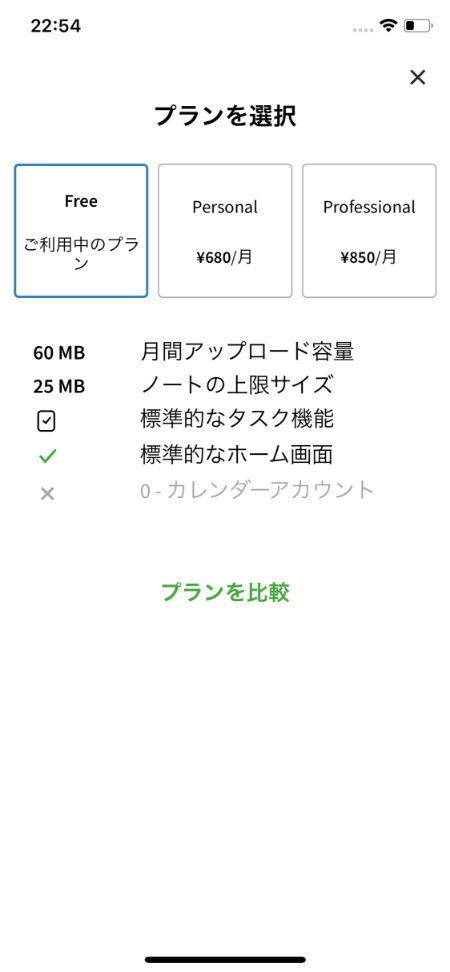 22:54
プランを選択
Free
ご利用中のプラ
ン
Personal
¥680/月
Professional
¥850/月
60 MB 月間アップロード容量
25 MB ノートの上限サイズ
標準的なタスク機能
標準的なホーム画面
0 - カレンダーアカウント
プランを比較